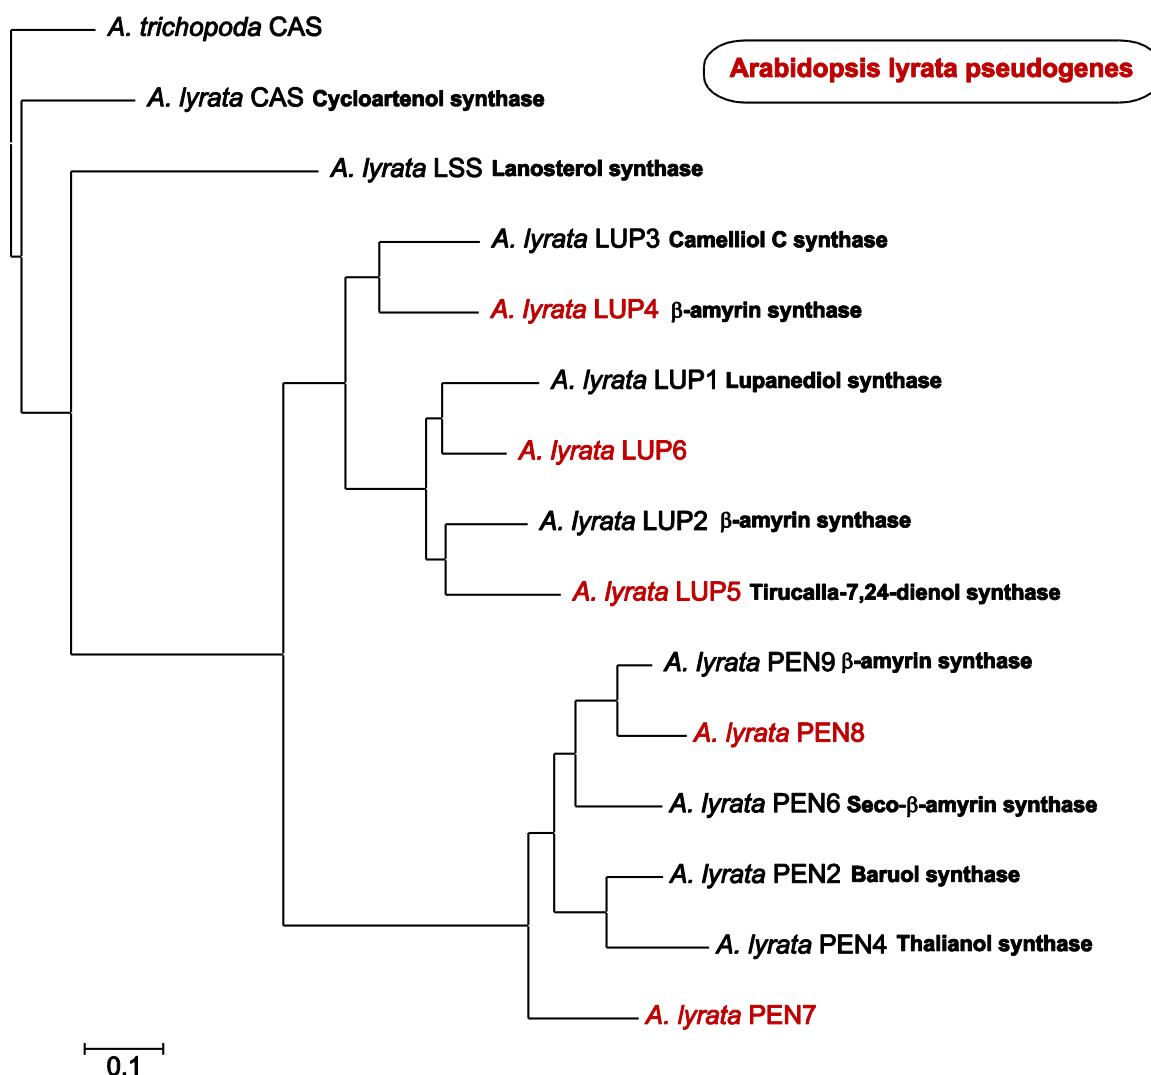 A. trichopoda CAS
Arabidopsis lyrata pseudogenes
A. lyrata CAS Cycloartenol synthase
A. lyrata LSS Lanosterol synthase
A. lyrata LUP3 Camelliol C synthase
A. lyrata LUP4 β-amyrin synthase
A. lyrata LUP1 Lupanediol synthase
A. lyrata LUP6
A. lyrata LUP2 β-amyrin synthase
A. lyrata LUP5 Tirucalla-7,24-dienol synthase
A. lyrata PEN9 β-amyrin synthase
A. lyrata PEN8
A. lyrata PEN6 Seco-β-amyrin synthase
A. lyrata PEN2 Baruol synthase
A. lyrata PEN4 Thalianol synthase
A. lyrata PEN7
0.1